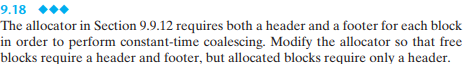 9.18 ◆◆◆
The allocator in Section 9.9.12 requires both a header and a footer for each block
in order to perform constant-time coalescing. Modify the allocator so that free
blocks require a header and footer, but allocated blocks require only a header.